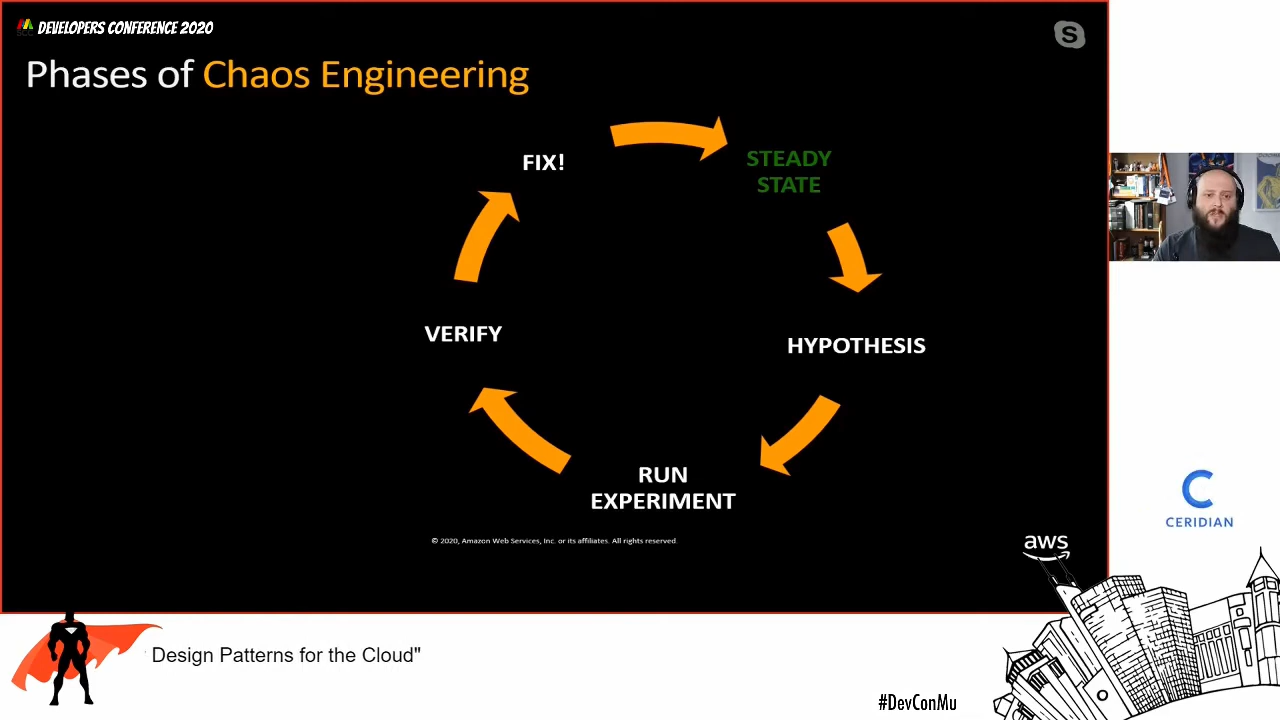 DEVELOPERS CONFERENCE 2020
S
Phases of Chaos Engineering
FIX!
STEADY
STATE
VERIFY
HYPOTHESIS
RUN
EXPERIMENT
© 2020, Amazon Web Services, Inc. or its affiliates. All rights reserved.
aws
CERIDIAN
Design Patterns for the Cloud"
#DevConMu